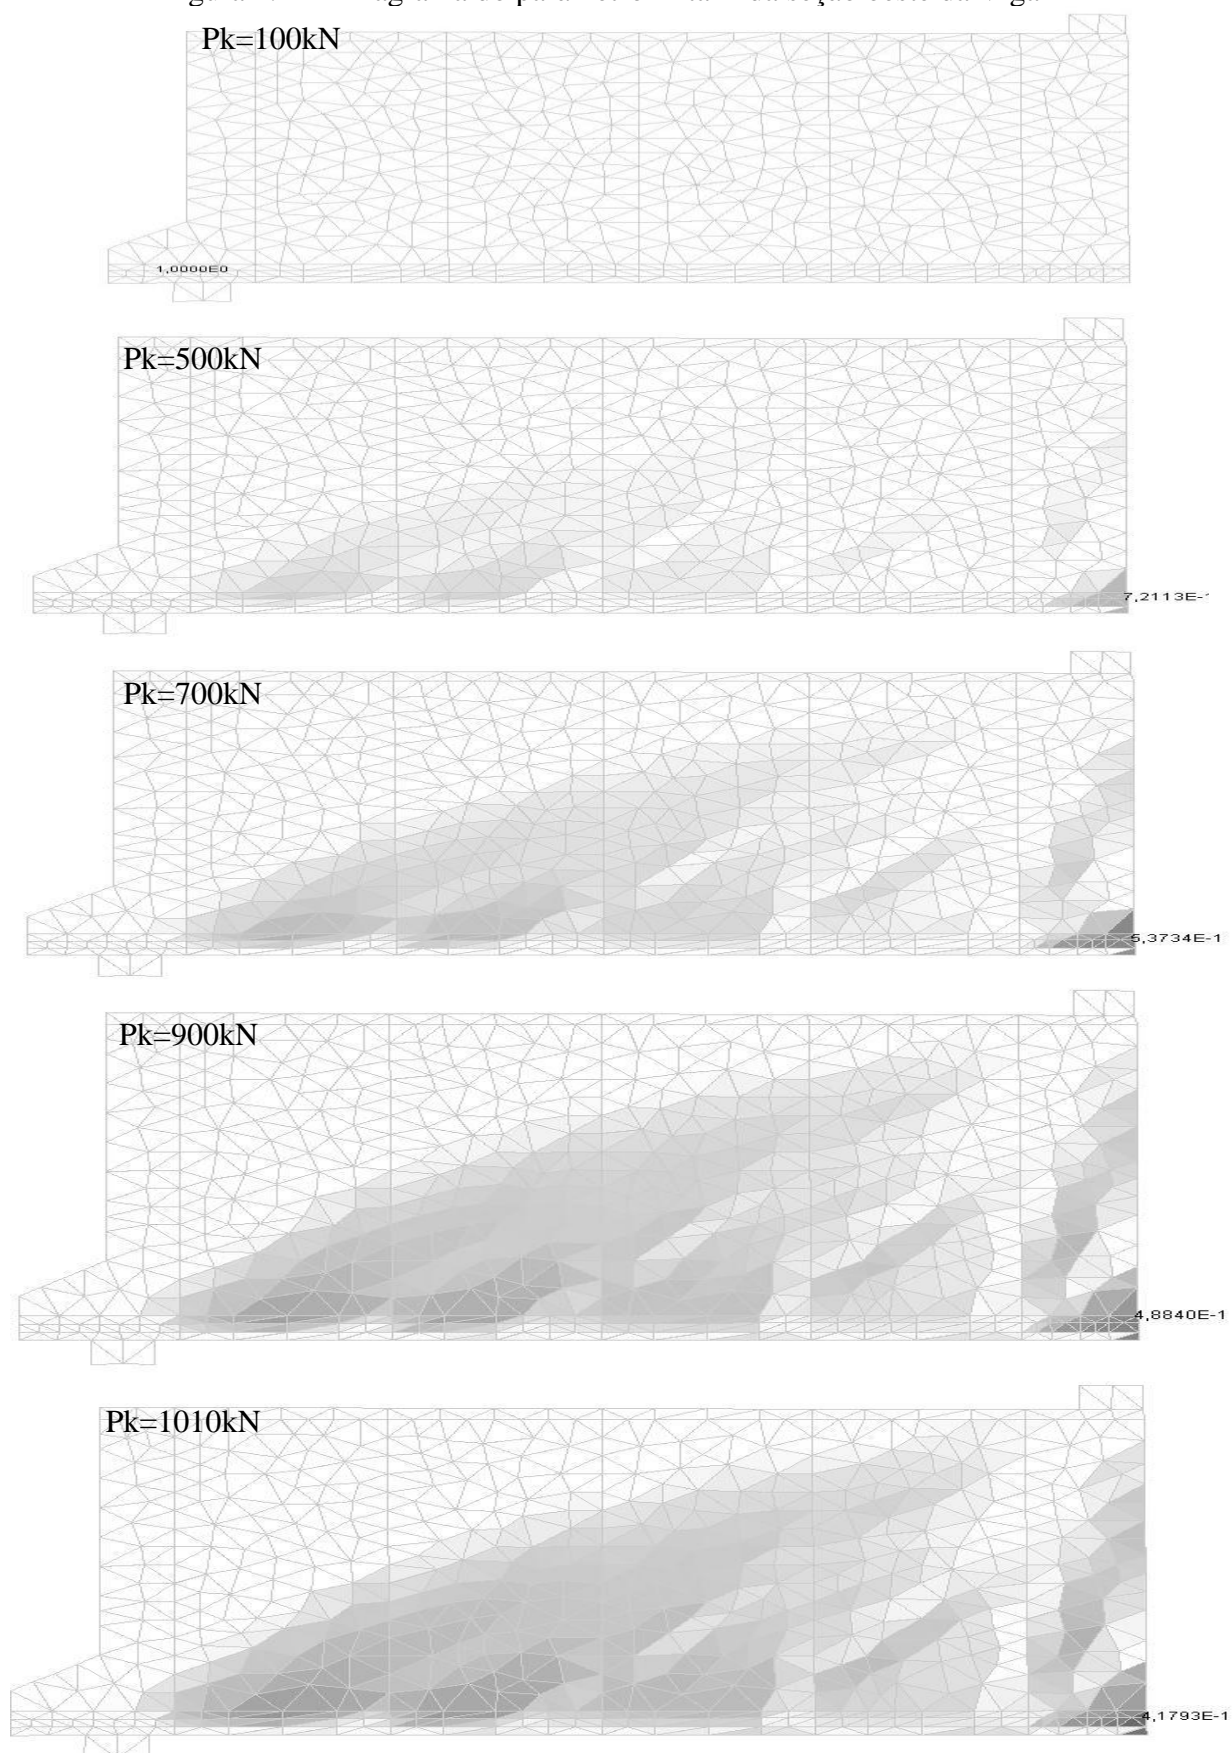 Pk=100kN
1,0000E0
Pk=500kN
7,2113E-
Pk=700kN
5,3734E-1
Pk=900kN
4,8840E-1
Pk=1010kN
4,1793E-1